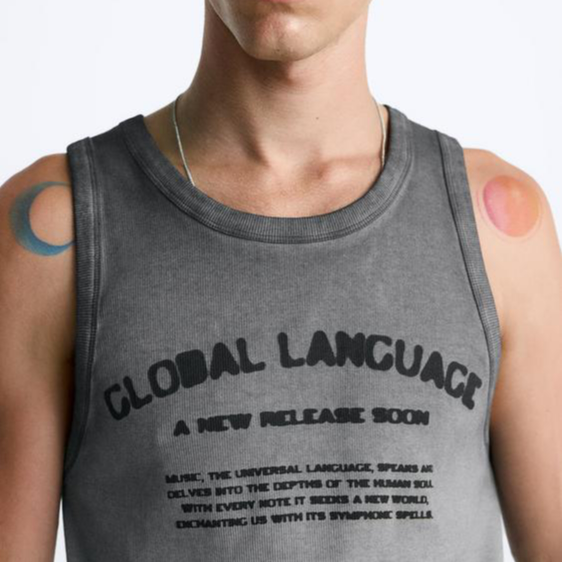 GLOBAL LANGUAGE
A NEW RELEASE SOON
MUSIC, THE UNIVERSAL LANGUAGE, SPEAKS AN
DELVES INTO THE DEPTHS OF THE HUMAN SOUL
WITH EVERY NOTE IT SEEKS A NEW WORLD,
ENCHANTING US WITH ITS SYMPHONIC SPELLS.